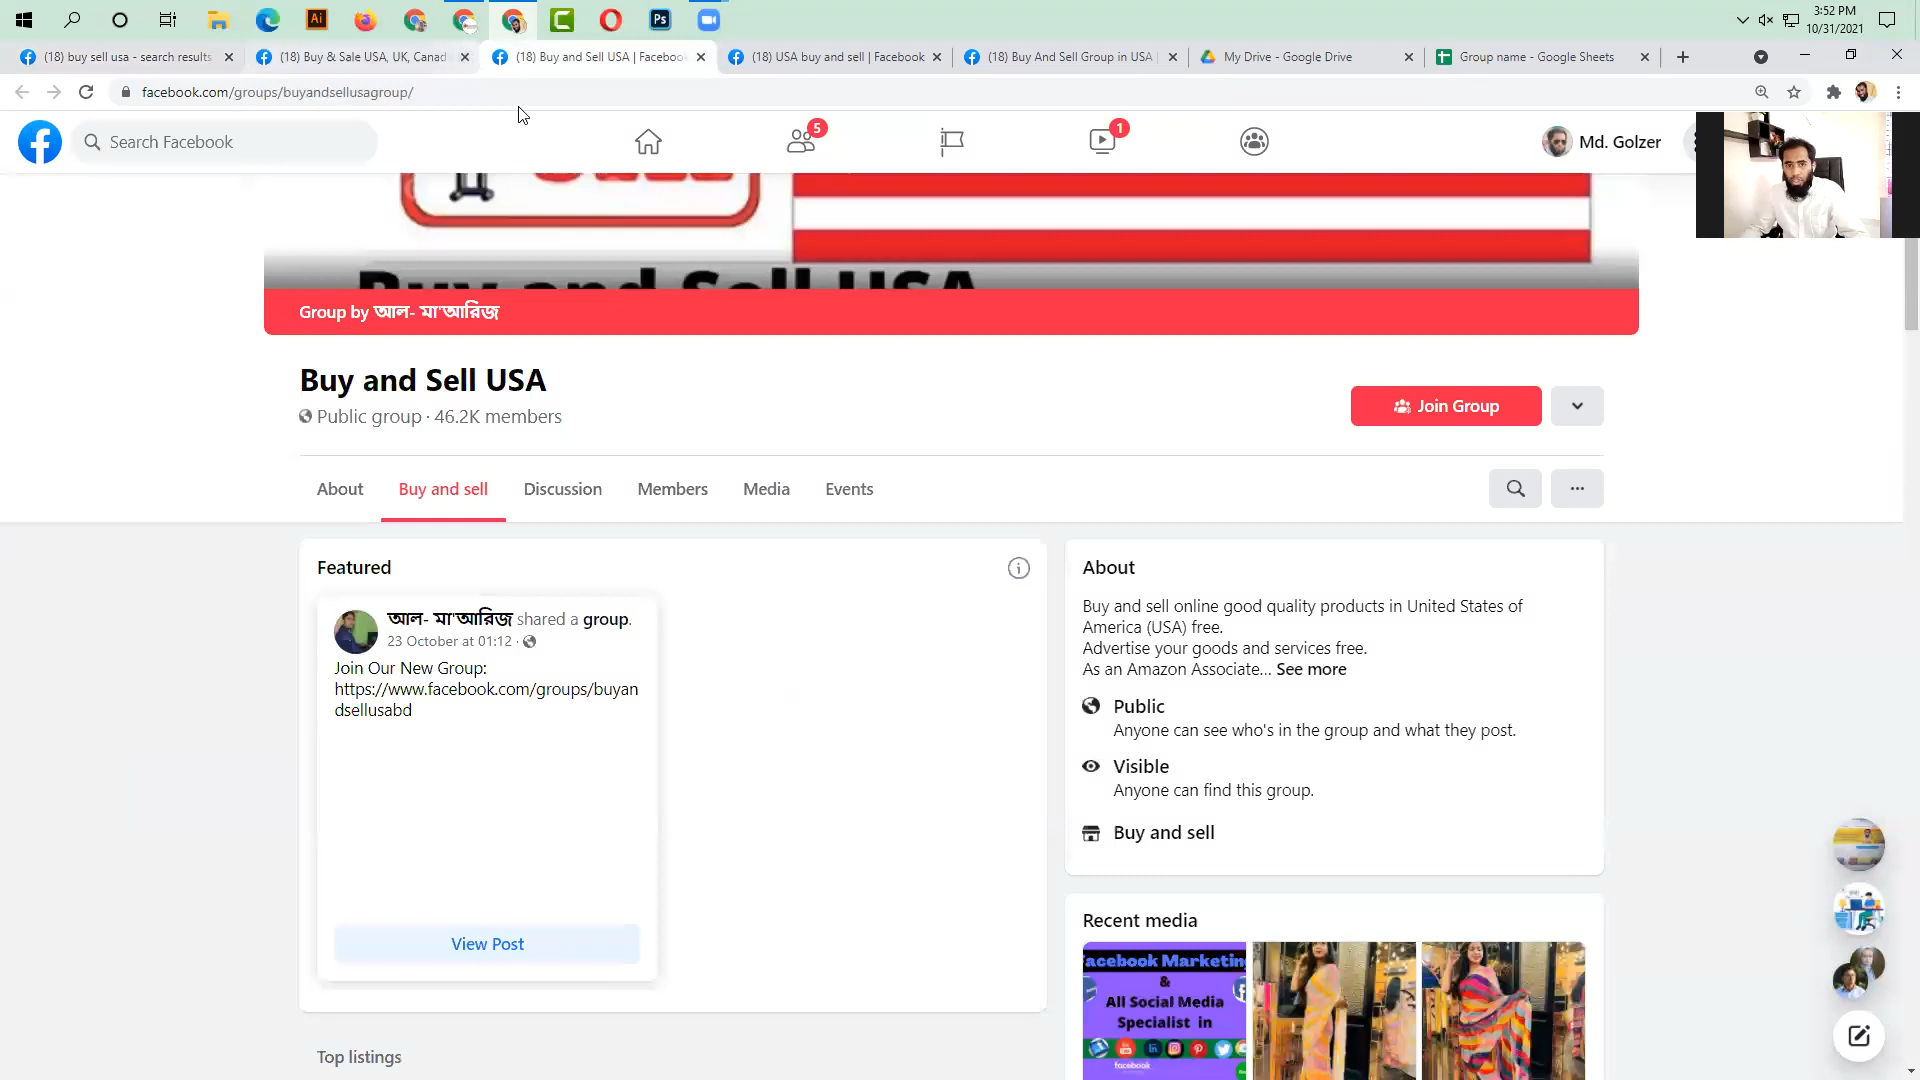 3:52 PM
10/31/2021
(18) buy sell usa - search results
(18) Buy & Sale USA, UK, Canad
(18) Buy and Sell USA | Faceboo
(18) USA buy and sell | Facebook
(18) Buy And Sell Group in USA |
My Drive - Google Drive
Group name - Google Sheets
facebook.com/groups/buyandsellusagroup/
Search Facebook
5
1
Md. Golzer
Buy and Sell USA
Group by আল- মা'আরিজ
Buy and Sell USA
Public group · 46.2K members
Join Group
About
Buy and sell
Discussion
Members
Media
Events
Featured
আল- মা'আরিজ shared a group.
23 October at 01:12 ·
Join Our New Group:
https://www.facebook.com/groups/buyan
dsellusabd
View Post
Top listings
About
Buy and sell online good quality products in United States of
America (USA) free.
Advertise your goods and services free.
As an Amazon Associate... See more
Public
Anyone can see who's in the group and what they post.
Visible
Anyone can find this group.
Buy and sell
Recent media
acebook Marketin
&
All Social Media
Specialist in
facebook